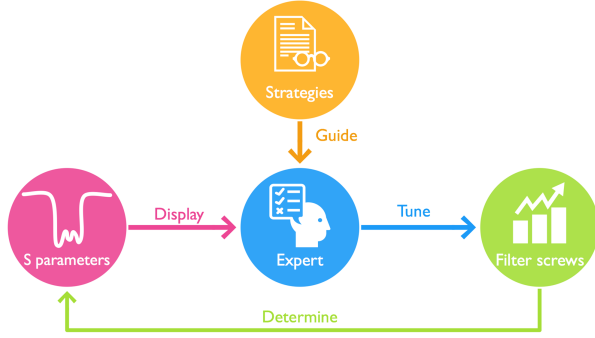 Strategies
Guide
Display
Tune
S parameters
Expert
Filter screws
Determine